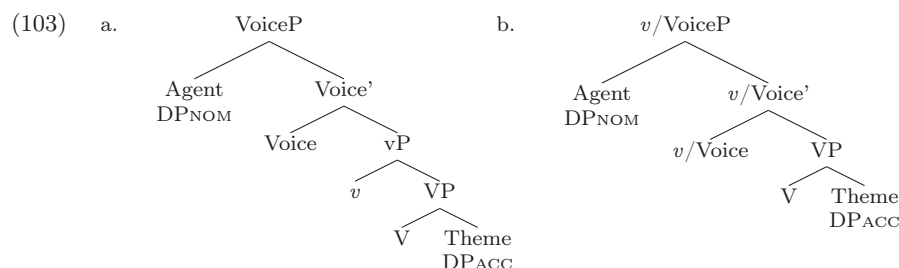 (103) a. VoiceP b. v/VoiceP
Agent Voice’ Agent v/Voice’
DPNOM DPNOM
Voice vP v/Voice VP
v VP V Theme
DPACC
V Theme
DPACC